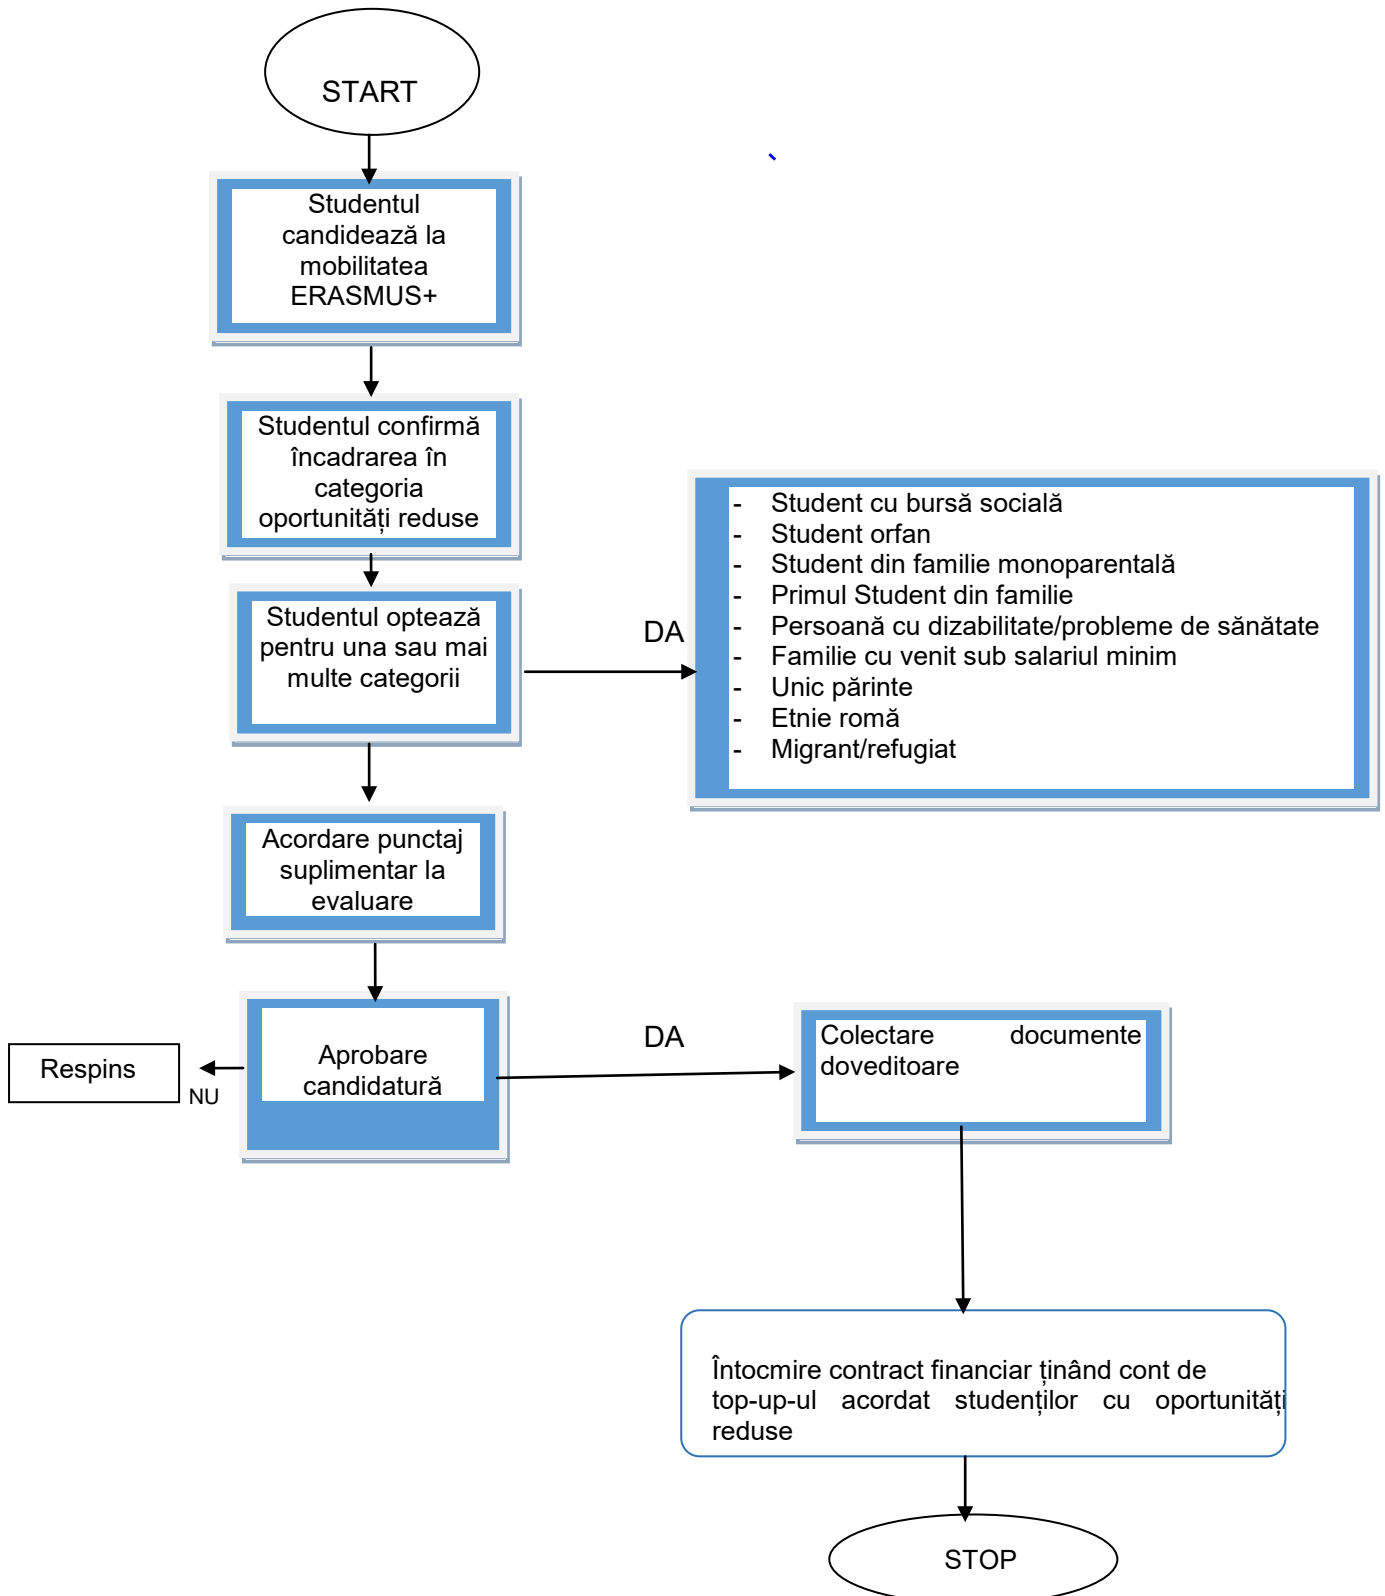 START
Studentul
candidează la
mobilitatea
ERASMUS+
Studentul confirmă
încadrarea în
categoria
oportunități reduse
Studentul optează
pentru una sau mai
multe categorii
DA
- Student cu bursă socială
- Student orfan
- Student din familie monoparentală
- Primul Student din familie
- Persoană cu dizabilitate/probleme de sănătate
- Familie cu venit sub salariul minim
- Unic părinte
- Etnie romă
- Migrant/refugiat
Acordare punctaj
suplimentar la
evaluare
Aprobare
candidatură
NU
Respins
DA
Colectare documente
doveditoare
Întocmire contract financiar ținând cont de
top-up-ul acordat studenților cu oportunități
reduse
STOP